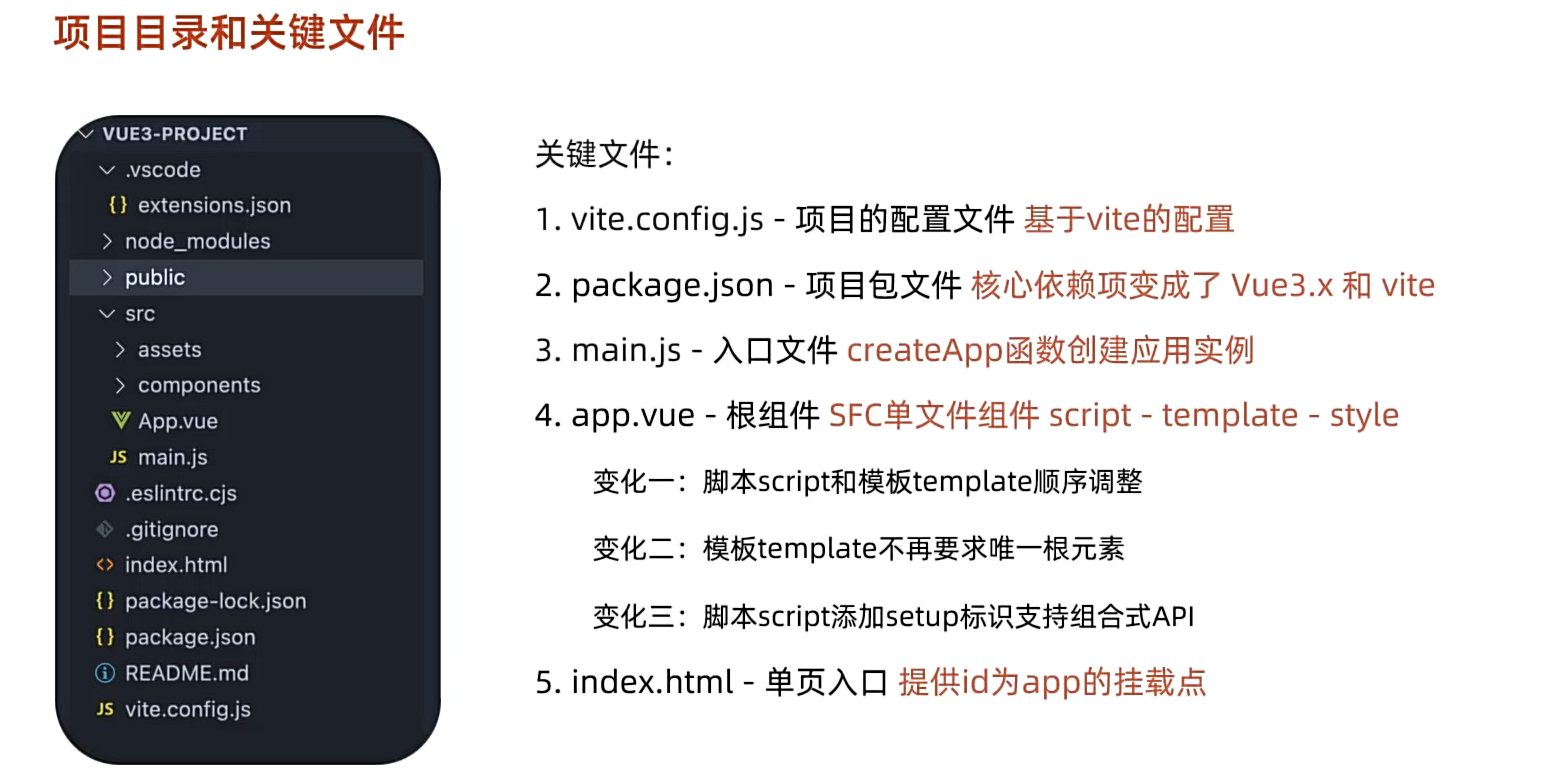 项目目录和关键文件
VUE3-PROJECT
.vscode
{} extensions.json
node_modules
public
src
assets
components
App.vue
JS main.js
.eslintrc.cjs
.gitignore
<> index.html
{} package-lock.json
{} package.json
README.md
JS vite.config.js
关键文件：
1. vite.config.js - 项目的配置文件 基于vite的配置
2. package.json - 项目包文件 核心依赖项变成了 Vue3.x 和 vite
3. main.js - 入口文件 createApp函数创建应用实例
4. app.vue - 根组件 SFC单文件组件 script - template - style
变化一：脚本script和模板template顺序调整
变化二：模板template不再要求唯一根元素
变化三：脚本script添加setup标识支持组合式API
5. index.html - 单页入口 提供id为app的挂载点